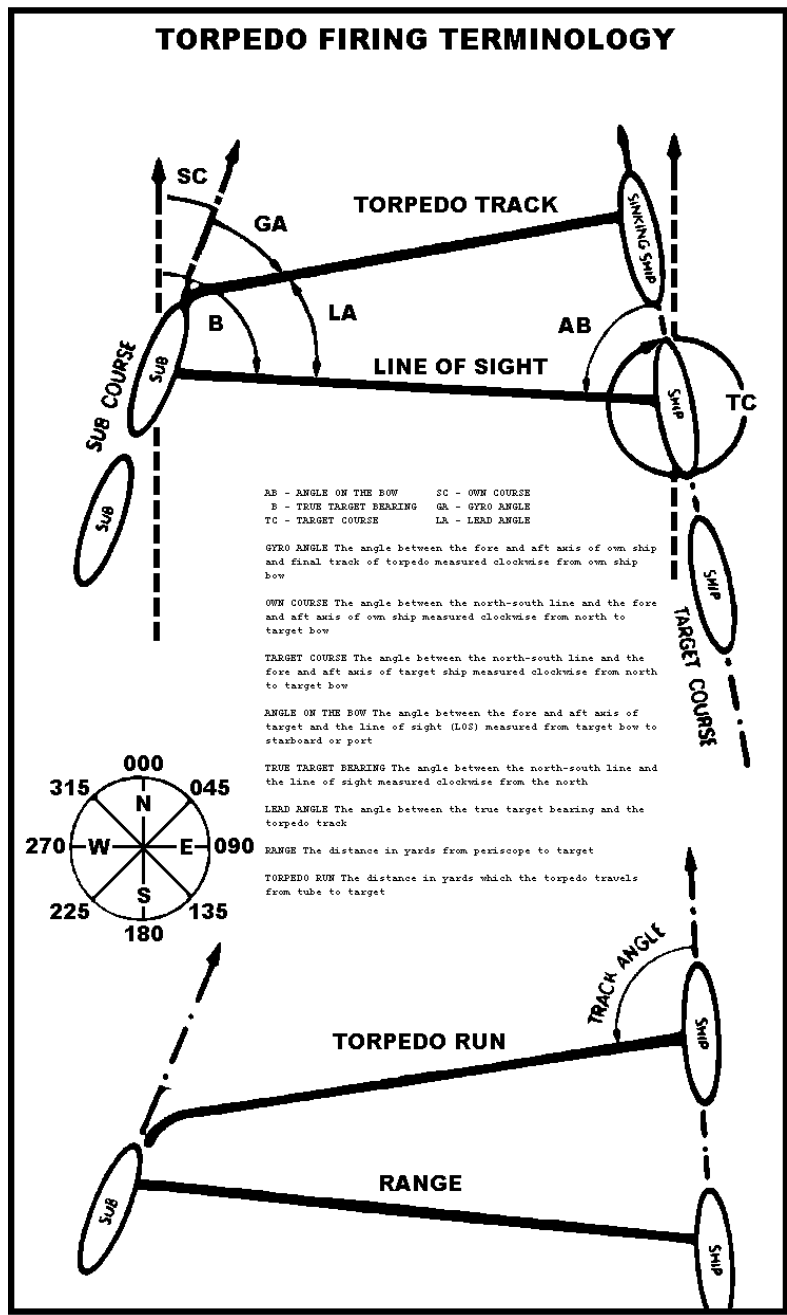 TORPEDO FIRING TERMINOLOGY
SC
GA
TORPEDO TRACK
SINKING SHIP
B
LA
AB
LINE OF SIGHT
SUB
SUB COURSE
SHIP
TC
SUB
AB - ANGLE ON THE BOW SC - OWN COURSE
B - TRUE TARGET BEARING GA - GYRO ANGLE
TC - TARGET COURSE LA - LEAD ANGLE
GYRO ANGLE The angle between the fore and aft axis of own ship
and final track of torpedo measured clockwise from own ship
bow
OWN COURSE The angle between the north-south line and the fore
and aft axis of own ship measured clockwise from north to
target bow
TARGET COURSE The angle between the north-south line and the
fore and aft axis of target ship measured clockwise from north
to target bow
ANGLE ON THE BOW The angle between the fore and aft axis of
target and the line of sight (LOS) measured from target bow to
starboard or port
TRUE TARGET BEARING The angle between the north-south line and
the line of sight measured clockwise from the north
LEAD ANGLE The angle between the true target bearing and the
torpedo track
RANGE The distance in yards from periscope to target
TORPEDO RUN The distance in yards which the torpedo travels
from tube to target
SHIP
TARGET COURSE
000
315 045
N
270 W E 090
S
225 135
180
TRACK ANGLE
TORPEDO RUN
SHIP
RANGE
SUB
SHIP